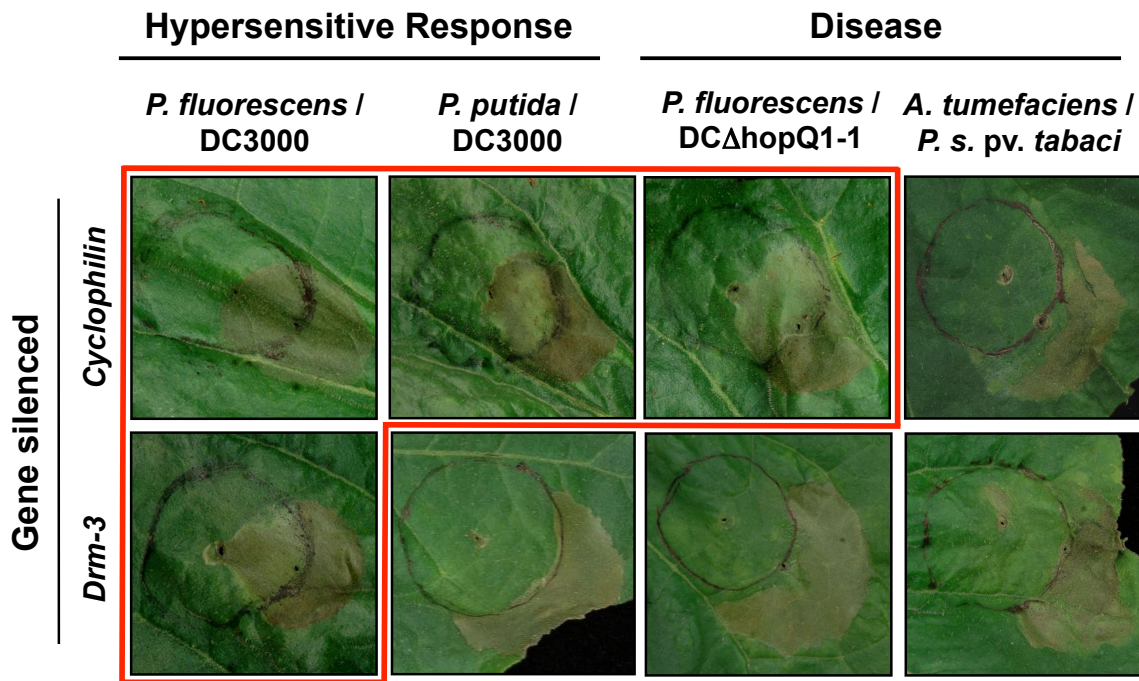 Hypersensitive Response
Disease
P. fluorescens /
DC3000
P. putida /
DC3000
P. fluorescens /
DCΔhopQ1-1
A. tumefaciens /
P. s. pv. tabaci
Gene silenced
Cyclophilin
Drm-3